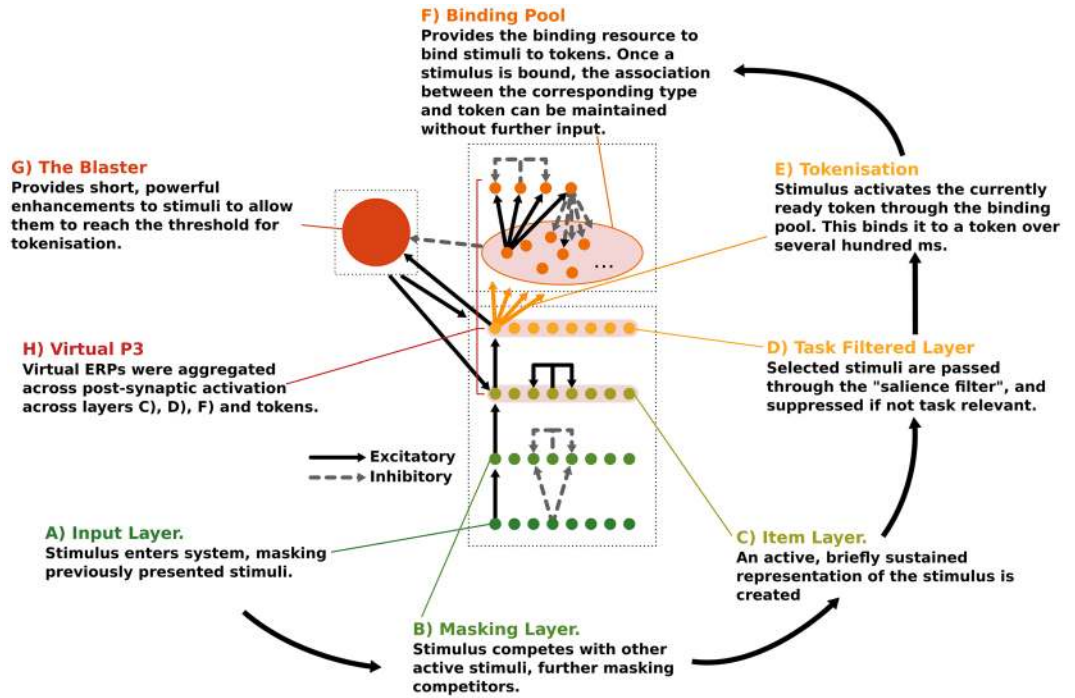 F) Binding Pool
Provides the binding resource to
bind stimuli to tokens. Once a
stimulus is bound, the association
between the corresponding type
and token can be maintained
without further input.
G) The Blaster
Provides short, powerful
enhancements to stimuli to allow
them to reach the threshold for
tokenisation.
E) Tokenisation
Stimulus activates the currently
ready token through the binding
pool. This binds it to a token over
several hundred ms.
...
H) Virtual P3
Virtual ERPs were aggregated
across post-synaptic activation
across layers C), D), F) and tokens.
D) Task Filtered Layer
Selected stimuli are passed
through the "salience filter", and
suppressed if not task relevant.
Excitatory
Inhibitory
A) Input Layer.
Stimulus enters system, masking
previously presented stimuli.
C) Item Layer.
An active, briefly sustained
representation of the stimulus is
created
B) Masking Layer.
Stimulus competes with other
active stimuli, further masking
competitors.